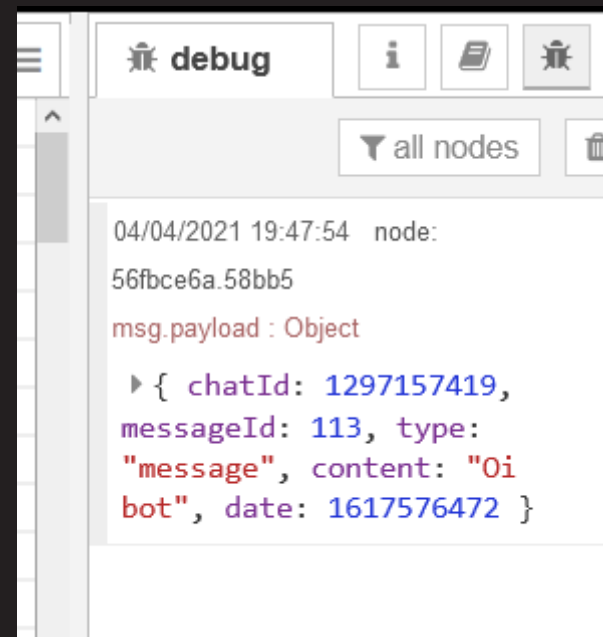 debug
all nodes
04/04/2021 19:47:54 node:
56fbce6a.58bb5
msg.payload : Object
{ chatId: 1297157419,
messageId: 113, type:
"message", content: "Oi
bot", date: 1617576472 }